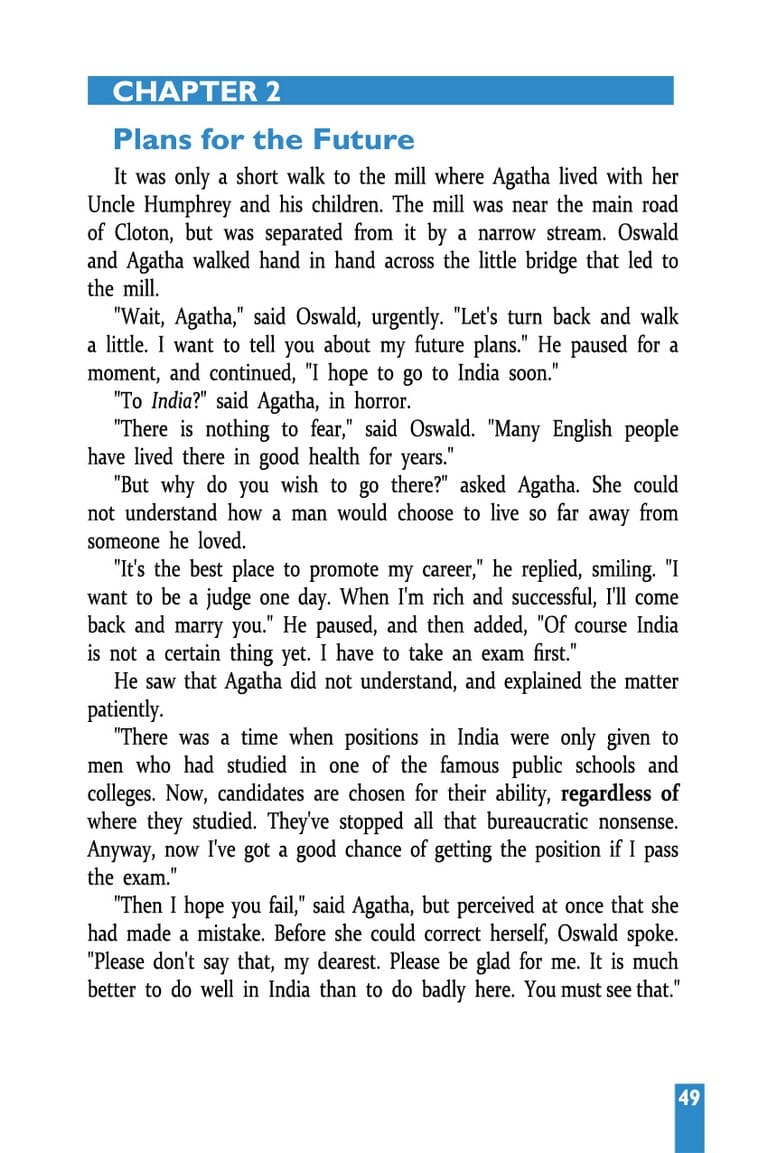 CHAPTER 2
Plans for the Future
It was only a short walk to the mill where Agatha lived with her
Uncle Humphrey and his children. The mill was near the main road
of Cloton, but was separated from it by a narrow stream. Oswald
and Agatha walked hand in hand across the little bridge that led to
the mill.
"Wait, Agatha," said Oswald, urgently. "Let's turn back and walk
a little. I want to tell you about my future plans." He paused for a
moment, and continued, "I hope to go to India soon."
"To India?" said Agatha, in horror.
"There is nothing to fear," said Oswald. "Many English people
have lived there in good health for years."
"But why do you wish to go there?" asked Agatha. She could
not understand how a man would choose to live so far away from
someone he loved.
"It's the best place to promote my career," he replied, smiling. "I
want to be a judge one day. When I'm rich and successful, I'll come
back and marry you." He paused, and then added, "Of course India
is not a certain thing yet. I have to take an exam first."
He saw that Agatha did not understand, and explained the matter
patiently.
"There was a time when positions in India were only given to
men who had studied in one of the famous public schools and
colleges. Now, candidates are chosen for their ability, regardless of
where they studied. They've stopped all that bureaucratic nonsense.
Anyway, now I've got a good chance of getting the position if I pass
the exam."
"Then I hope you fail," said Agatha, but perceived at once that she
had made a mistake. Before she could correct herself, Oswald spoke.
"Please don't say that, my dearest. Please be glad for me. It is much
better to do well in India than to do badly here. You must see that."
49